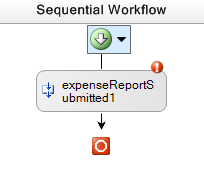 Sequential Workflow
expenseReportS
ubmitted1